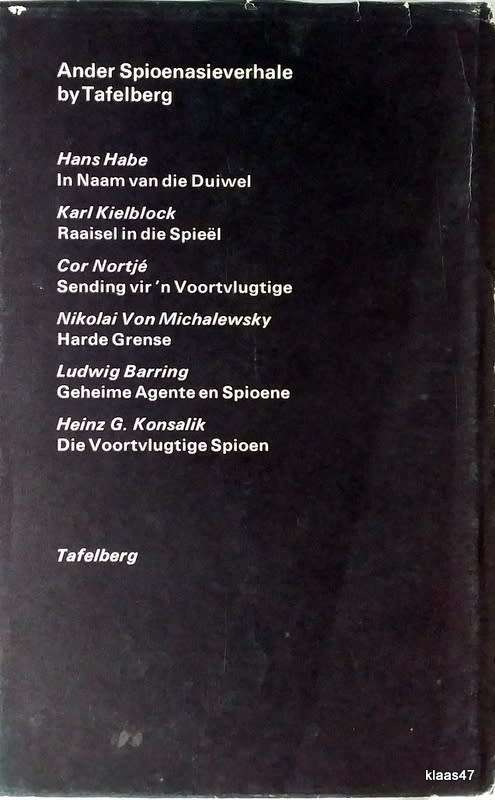 Ander Spioenasieverhale
by Tafelberg
Hans Habe
In Naam van die Duiwel
Karl Kielblock
Raaisel in die Spieël
Cor Nortjé
Sending vir 'n Voortvlugtige
Nikolai Von Michalewsky
Harde Grense
Ludwig Barring
Geheime Agente en Spioene
Heinz G. Konsalik
Die Voortvlugtige Spioen
Tafelberg
klaas47